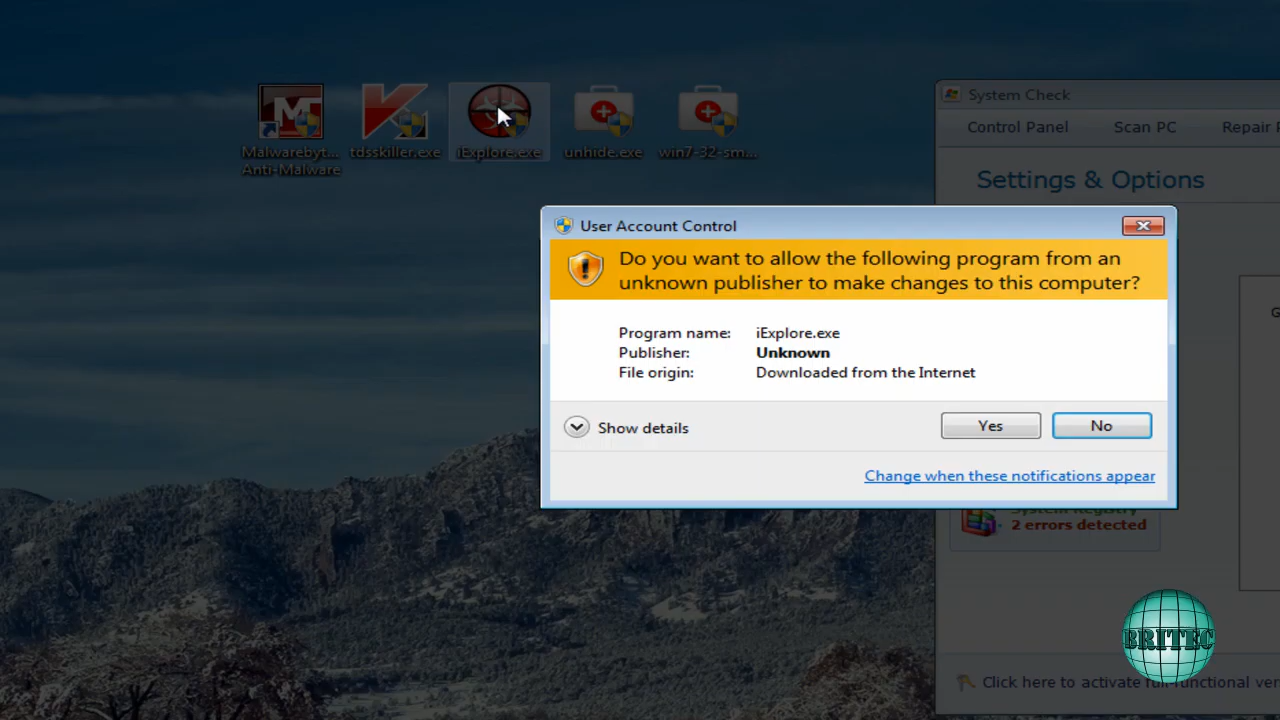 Malwarebyt... Anti-Malware
tdsskiller.exe
iExplore.exe
unhide.exe
win7-32-sm...
System Check
Control Panel
Scan PC
Repair
Settings & Options
User Account Control
Do you want to allow the following program from an
unknown publisher to make changes to this computer?
Program name: iExplore.exe
Publisher: Unknown
File origin: Downloaded from the Internet
Show details
Yes
No
Change when these notifications appear
System Registry
2 errors detected
BRITEC
Click here to activate full functional ver